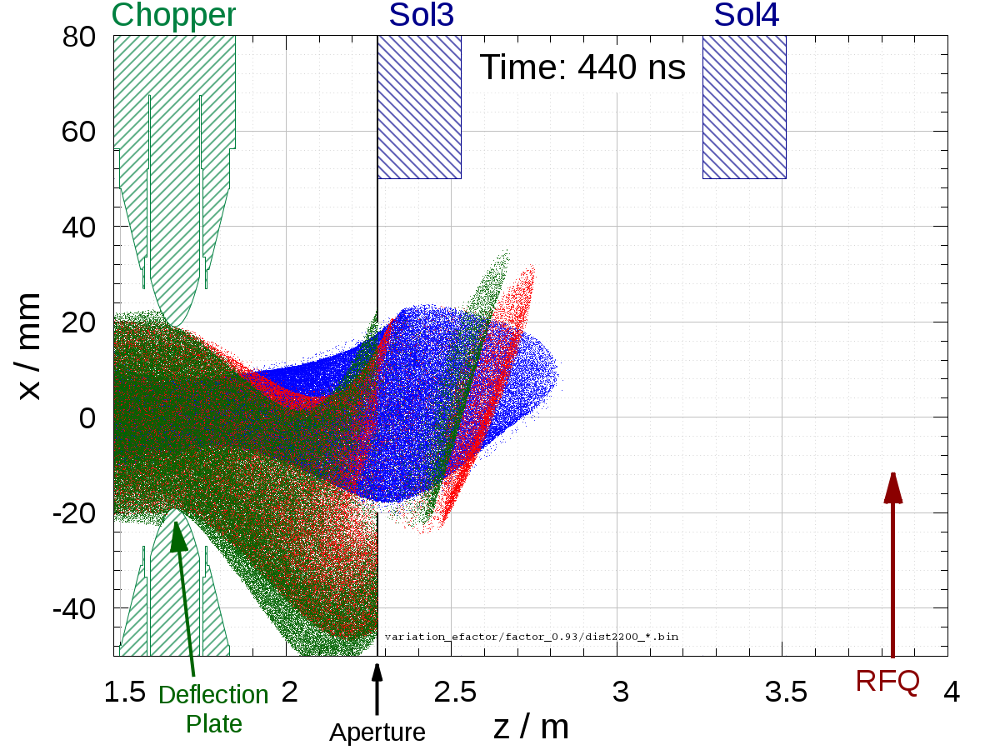 Chopper Sol3 Sol4
80
Time: 440 ns
60
40
20
x / mm
0
-20
-40
variation_efactor/factor_0.93/dist2200_*.bin
1.5 2 2.5 3 3.5 4
Deflection
Plate
RFQ
z / m
Aperture